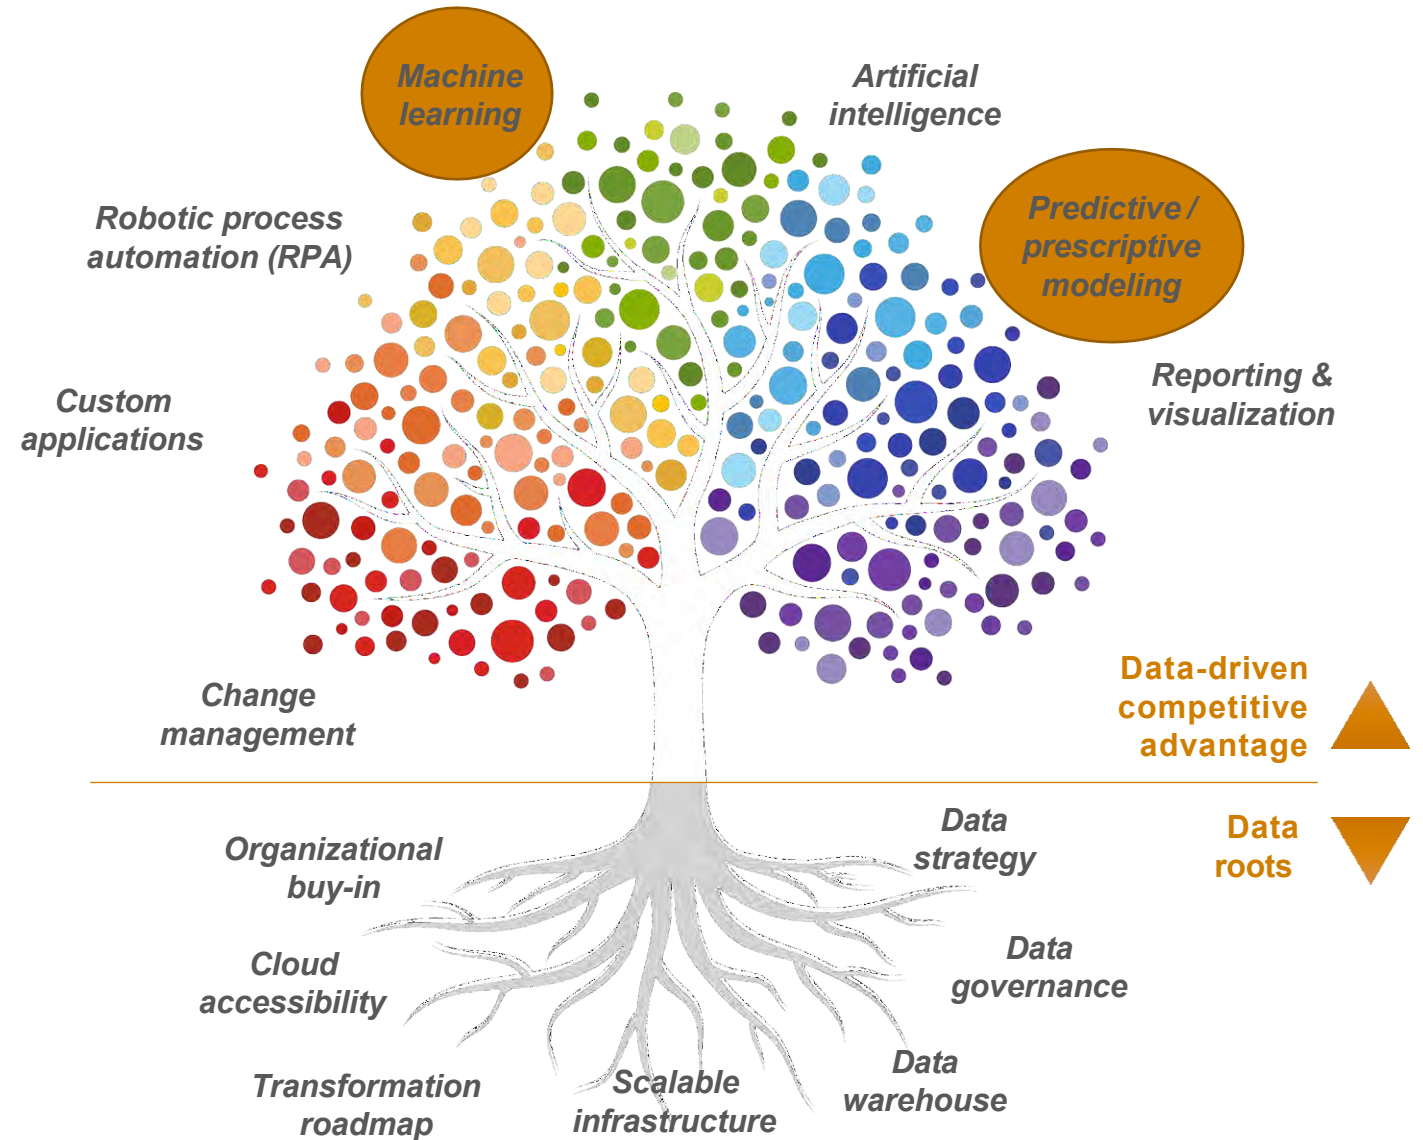 Machine
learning
Artificial
intelligence
Robotic process
automation (RPA)
Predictive /
prescriptive
modeling
Custom
applications
Reporting &
visualization
Change
management
Data-driven
competitive
advantage
Organizational
buy-in
Data
strategy
Data
roots
Cloud
accessibility
Data
governance
Transformation
roadmap
Scalable
infrastructure
Data
warehouse